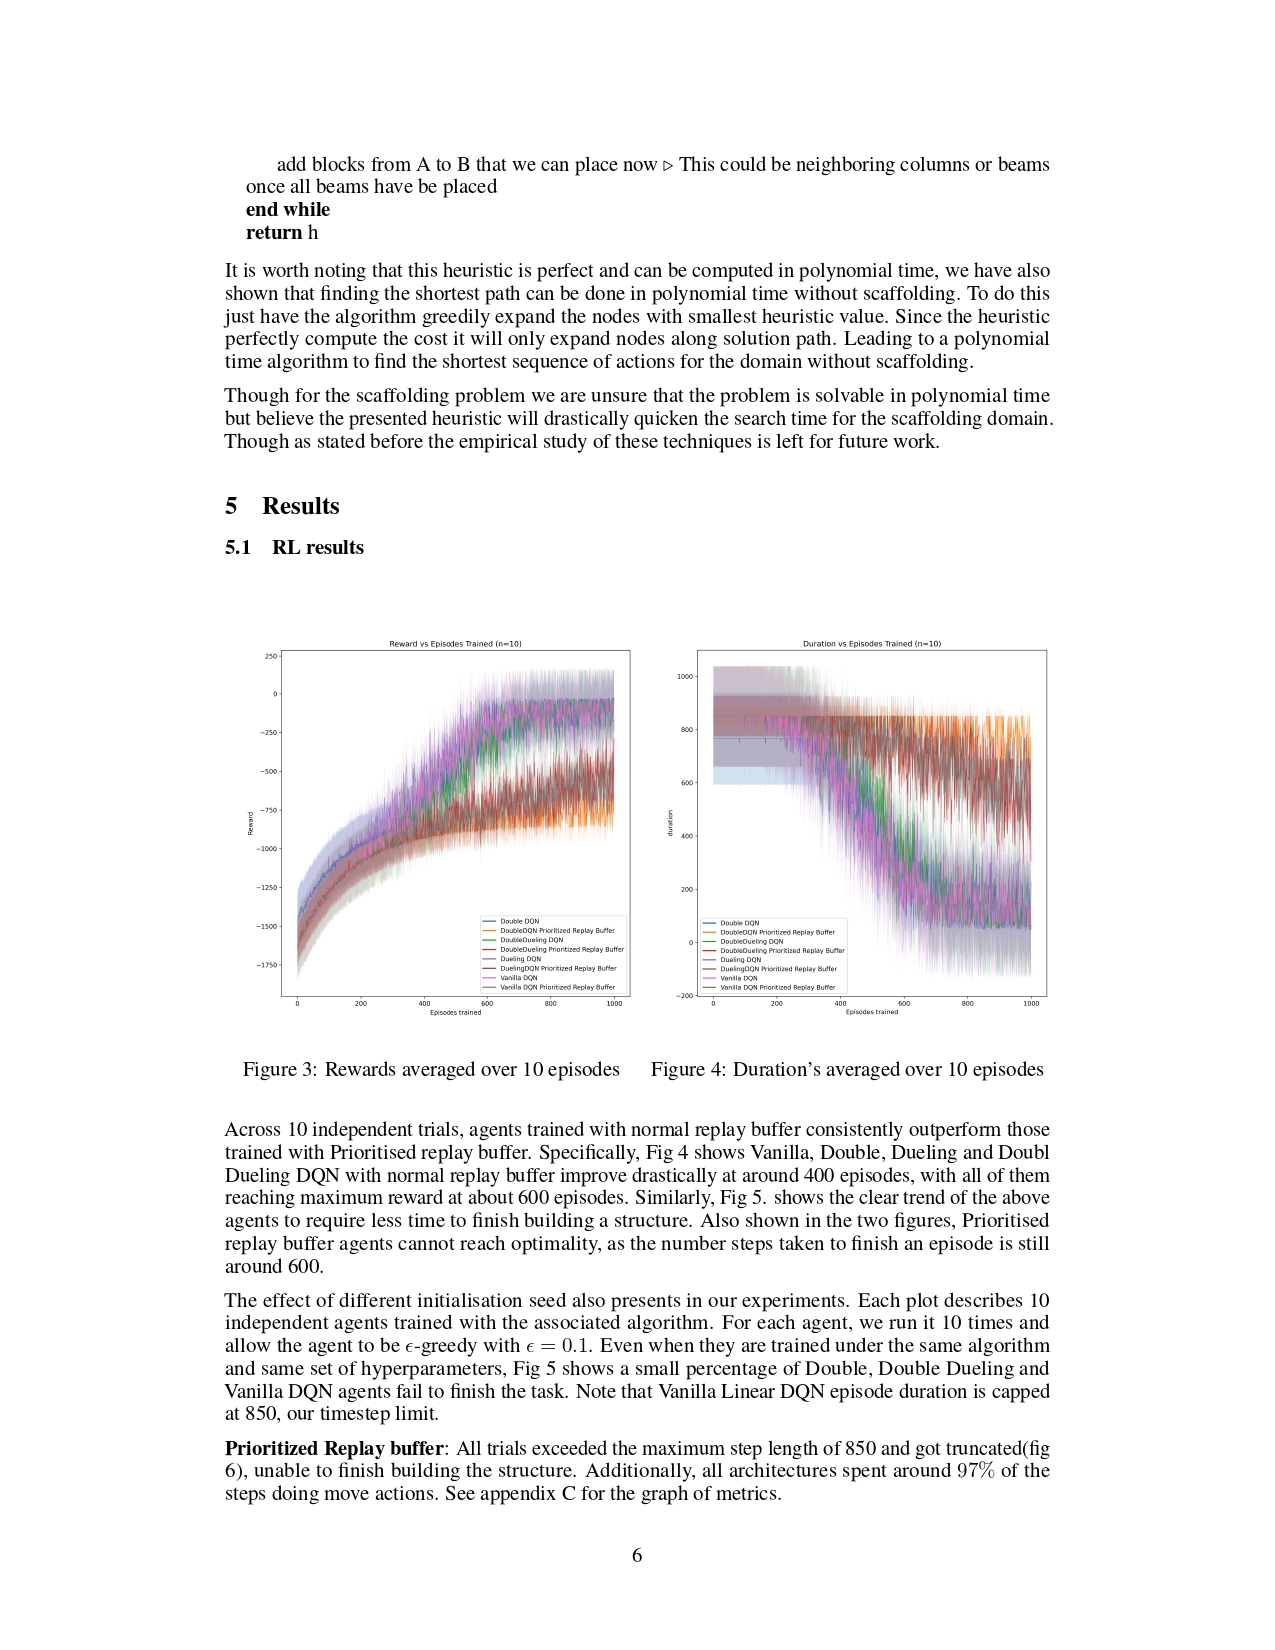 add blocks from A to B that we can place now ▷ This could be neighboring columns or beams
once all beams have be placed
end while
return h
It is worth noting that this heuristic is perfect and can be computed in polynomial time, we have also
shown that finding the shortest path can be done in polynomial time without scaffolding. To do this
just have the algorithm greedily expand the nodes with smallest heuristic value. Since the heuristic
perfectly compute the cost it will only expand nodes along solution path. Leading to a polynomial
time algorithm to find the shortest sequence of actions for the domain without scaffolding.
Though for the scaffolding problem we are unsure that the problem is solvable in polynomial time
but believe the presented heuristic will drastically quicken the search time for the scaffolding domain.
Though as stated before the empirical study of these techniques is left for future work.
5 Results
5.1 RL results
Reward vs Episodes Trained (n=10)
250
0
−250
−500
−750
−1000
−1250
−1500
−1750
Reward
Double DQN
DoubleDQN Prioritized Replay Buffer
DoubleDueling DQN
DoubleDueling Prioritized Replay Buffer
Dueling DQN
DuelingDQN Prioritized Replay Buffer
Vanilla DQN
Vanilla DQN Prioritized Replay Buffer
0 200 400 600 800 1000
Episodes trained
Duration vs Episodes Trained (n=10)
1000
800
600
400
200
0
−200
duration
Double DQN
DoubleDQN Prioritized Replay Buffer
DoubleDueling DQN
DoubleDueling Prioritized Replay Buffer
Dueling DQN
DuelingDQN Prioritized Replay Buffer
Vanilla DQN
Vanilla DQN Prioritized Replay Buffer
0 200 400 600 800 1000
Episodes trained
Figure 3: Rewards averaged over 10 episodes
Figure 4: Duration's averaged over 10 episodes
Across 10 independent trials, agents trained with normal replay buffer consistently outperform those
trained with Prioritised replay buffer. Specifically, Fig 4 shows Vanilla, Double, Dueling and Doubl
Dueling DQN with normal replay buffer improve drastically at around 400 episodes, with all of them
reaching maximum reward at about 600 episodes. Similarly, Fig 5. shows the clear trend of the above
agents to require less time to finish building a structure. Also shown in the two figures, Prioritised
replay buffer agents cannot reach optimality, as the number steps taken to finish an episode is still
around 600.
The effect of different initialisation seed also presents in our experiments. Each plot describes 10
independent agents trained with the associated algorithm. For each agent, we run it 10 times and
allow the agent to be ϵ-greedy with ϵ = 0.1. Even when they are trained under the same algorithm
and same set of hyperparameters, Fig 5 shows a small percentage of Double, Double Dueling and
Vanilla DQN agents fail to finish the task. Note that Vanilla Linear DQN episode duration is capped
at 850, our timestep limit.
Prioritized Replay buffer: All trials exceeded the maximum step length of 850 and got truncated(fig
6), unable to finish building the structure. Additionally, all architectures spent around 97% of the
steps doing move actions. See appendix C for the graph of metrics.
6